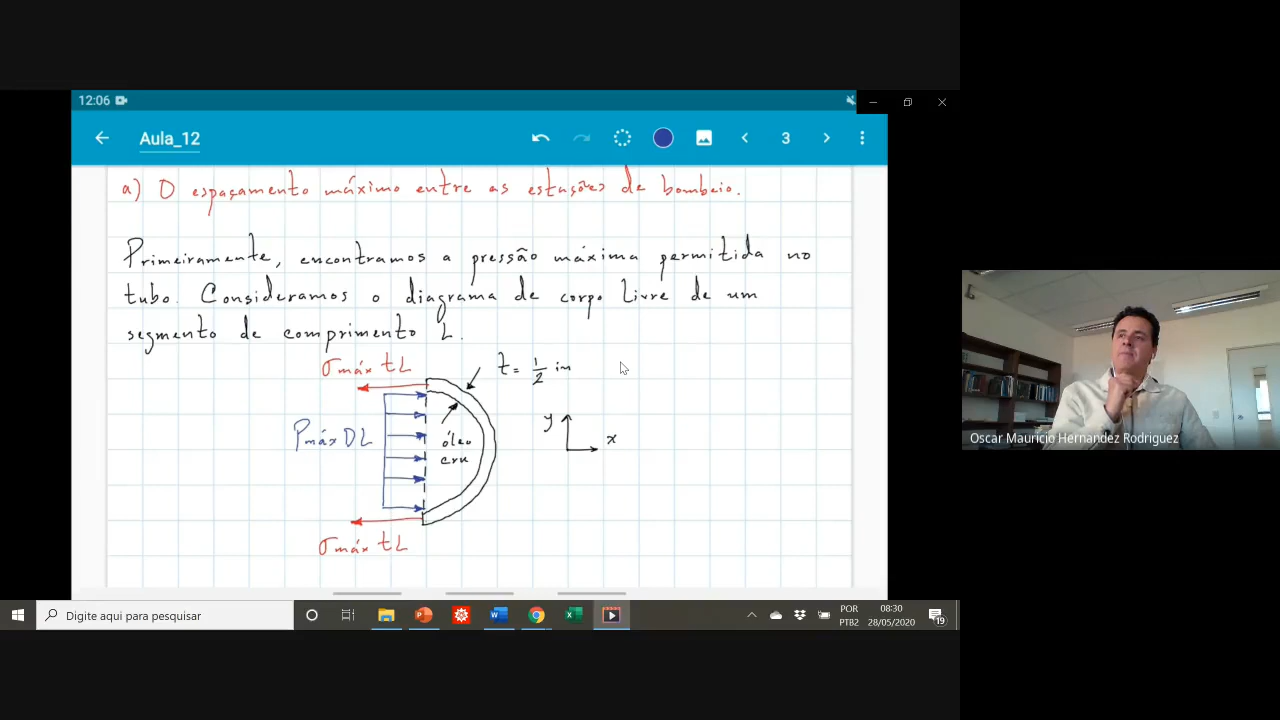 12:06
Aula_12
3
a) O espaçamento máximo entre as estações de bombeio.
Primeiramente, encontramos a pressão máxima permitida no
tubo. Consideramos o diagrama de corpo livre de um
segmento de comprimento L.
σmáx tL
t = 1/2 in
PmáxDL
óleo
cru
y
x
σmáx tL
Oscar Mauricio Hernandez Rodriguez
Digite aqui para pesquisar
POR
PTB2
08:30
28/05/2020
19